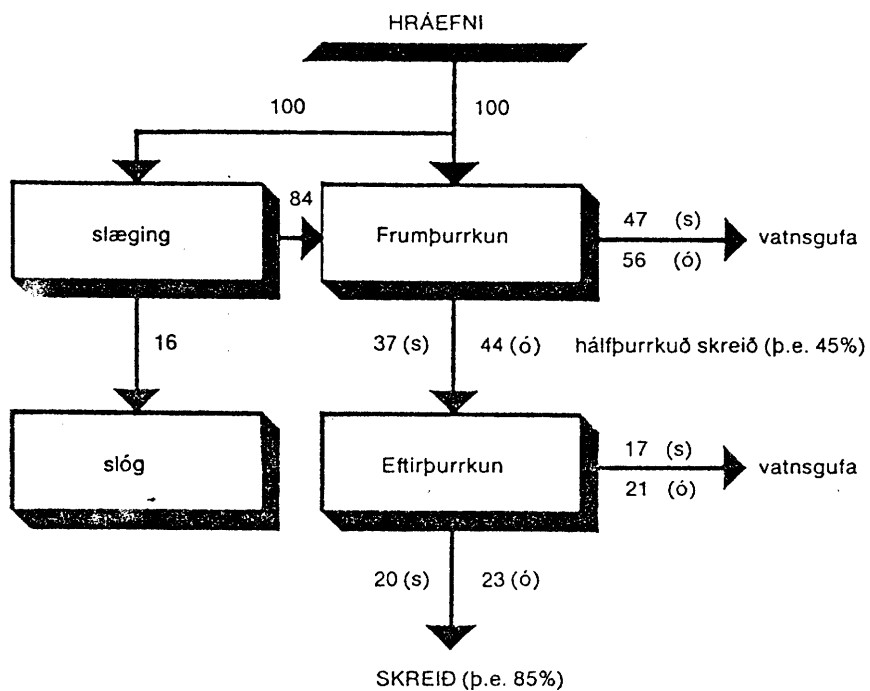 HRÁEFNI
100
100
slæging
84
Frumþurrkun
47 (s)
56 (ó)
vatnsgufa
16
37 (s)
44 (ó)
hálfþurrkuð skreið (þ.e. 45%)
slóg
Eftirþurrkun
17 (s)
21 (ó)
vatnsgufa
20 (s)
23 (ó)
SKREIÐ (þ.e. 85%)